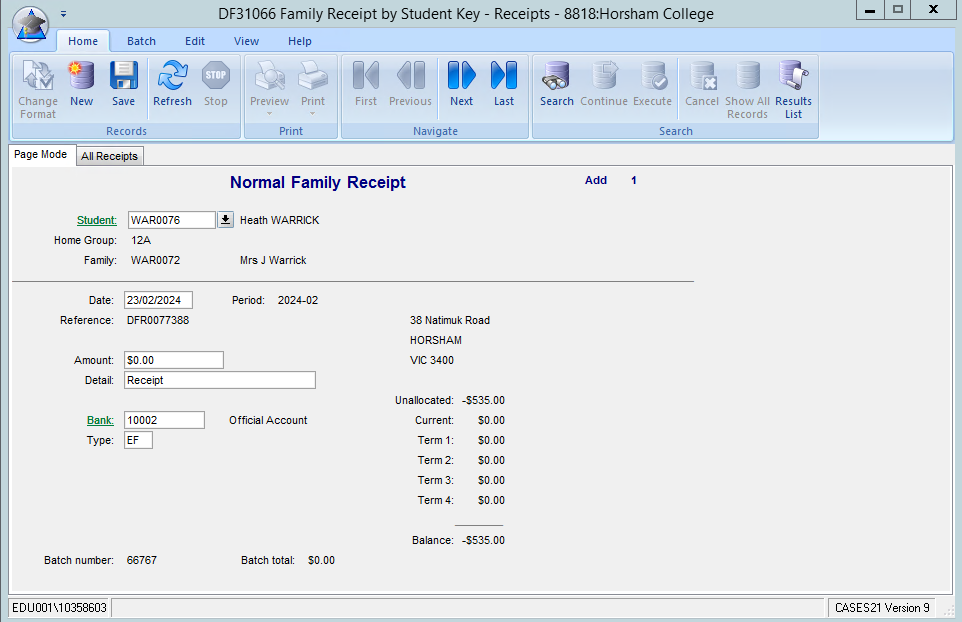 DF31066 Family Receipt by Student Key - Receipts - 8818:Horsham College
Home Batch Edit View Help
Change Format New Save Refresh Stop Preview Print First Previous Next Last Search Continue Execute Cancel Show All Records Results List
Records Print Navigate Search
Page Mode All Receipts
Normal Family Receipt Add 1
Student: WAR0076 Heath WARRICK
Home Group: 12A
Family: WAR0072 Mrs J Warrick
Date: 23/02/2024 Period: 2024-02
Reference: DFR0077388 38 Natimuk Road
HORSHAM
Amount: $0.00 VIC 3400
Detail: Receipt
Unallocated: -$535.00
Bank: 10002 Official Account Current: $0.00
Type: EF Term 1: $0.00
Term 2: $0.00
Term 3: $0.00
Term 4: $0.00
Balance: -$535.00
Batch number: 66767 Batch total: $0.00
EDU001\10358603 CASES21 Version 9